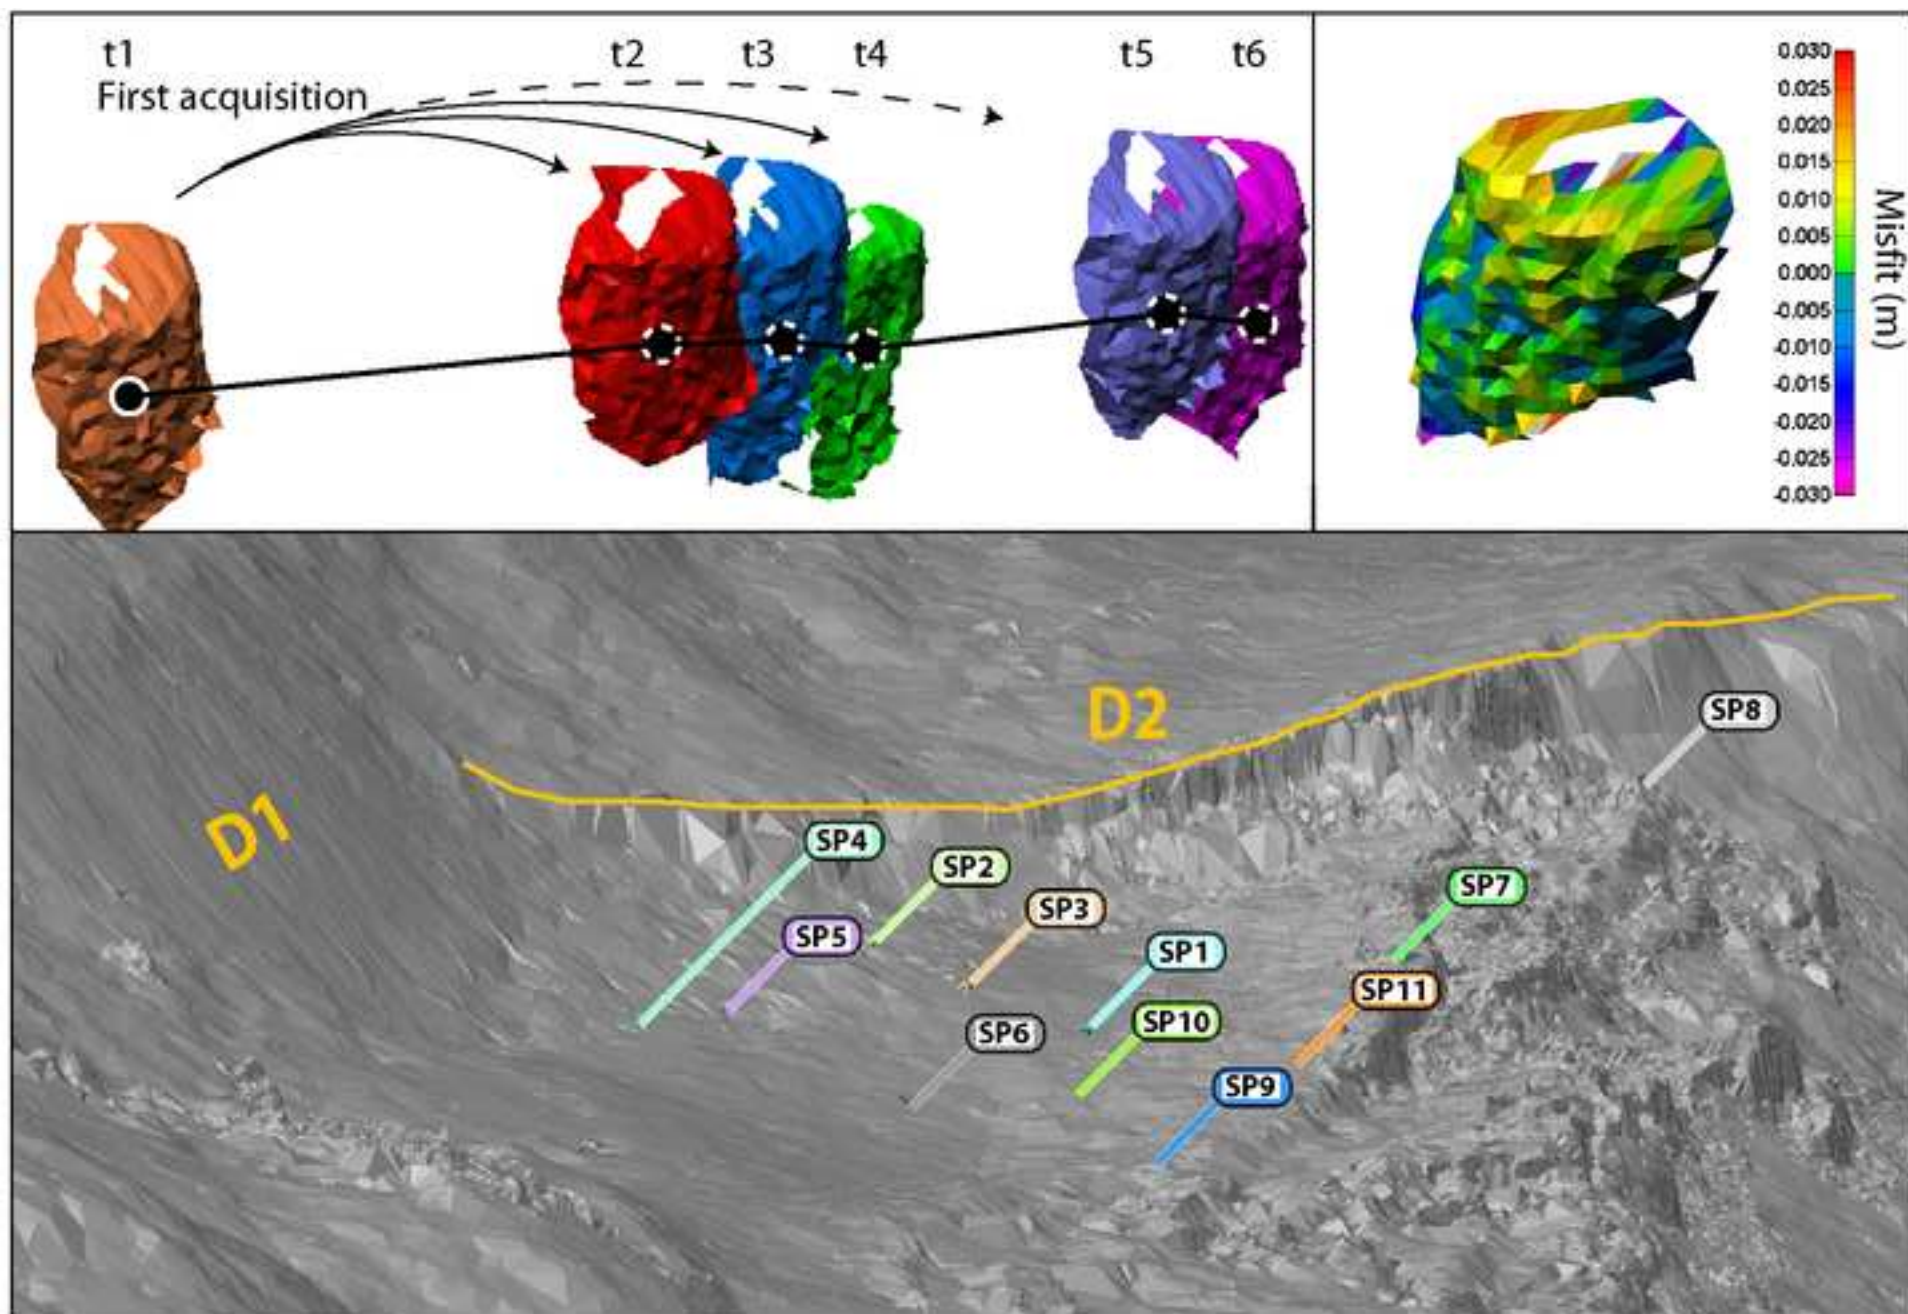 t1
t2
t3
t4
t5
t6
First acquisition
0.030
0.025
0.020
0.015
0.010
0.005
0.000
-0.005
-0.010
-0.015
-0.020
-0.025
-0.030
Misfit (m)
D2
SP8
D1
SP4
SP2
SP7
SP3
SP5
SP1
SP11
SP10
SP6
SP9